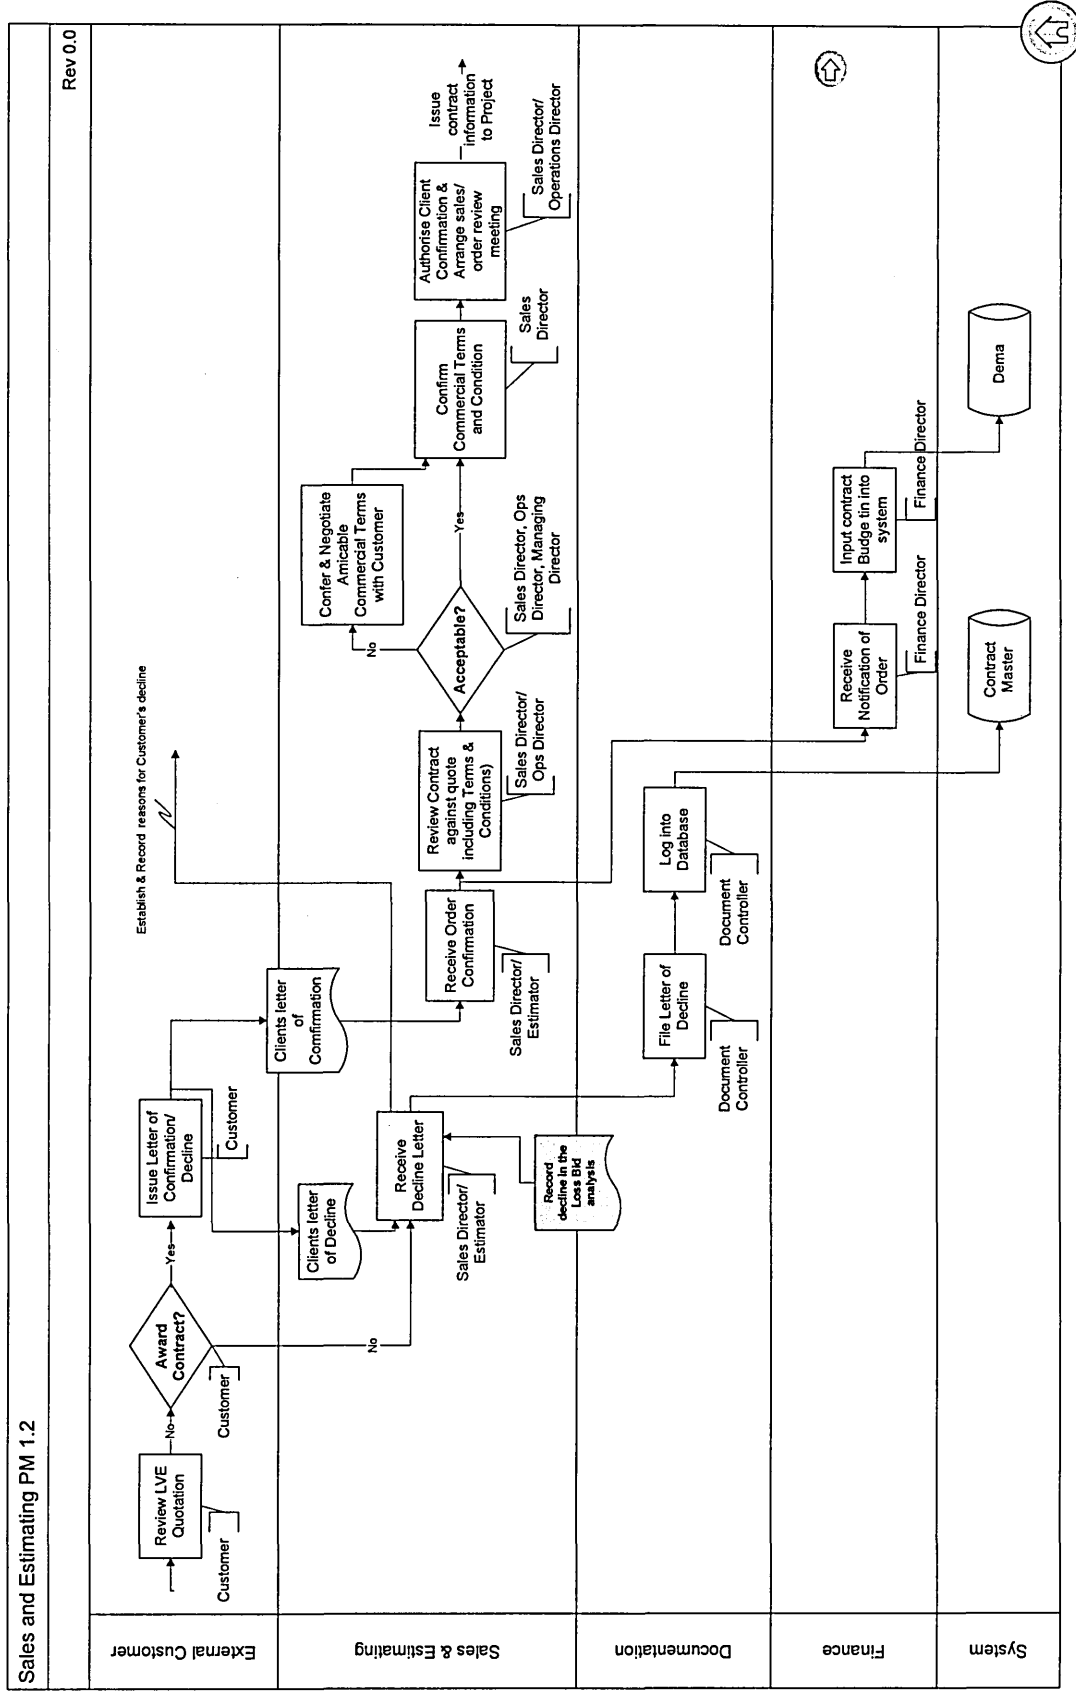 Sales and Estimating PM 1.2
Rev 0.0
External Customer
Review LVE
Quotation
Customer
No
Award
Contract?
Customer
Yes
No
Issue Letter of
Confirmation/
Decline
Customer
Establish & Record reasons for Customer's decline
Sales & Estimating
Clients letter
of Decline
Clients letter
of
Comfirmation
Receive
Decline Letter
Sales Director/
Estimator
Record
decline in the
Loss Bid
analysis
Receive Order
Confirmation
Sales Director/
Estimator
Review Contract
against quote
including Terms &
Conditions)
Sales Director/
Ops Director
Acceptable?
No
Yes
Sales Director, Ops
Director, Managing
Director
Confer & Negotiate
Amicable
Commercial Terms
with Customer
Confirm
Commercial Terms
and Condition
Sales
Director
Authorise Client
Confirmation &
Arrange sales/
order review
meeting
Sales Director/
Operations Director
Issue
contract
information
to Project
Documentation
File Letter of
Decline
Document
Controller
Log into
Database
Document
Controller
Finance
Receive
Notification of
Order
Finance Director
Input contract
Budge tin into
system
Finance Director
System
Contract
Master
Dema